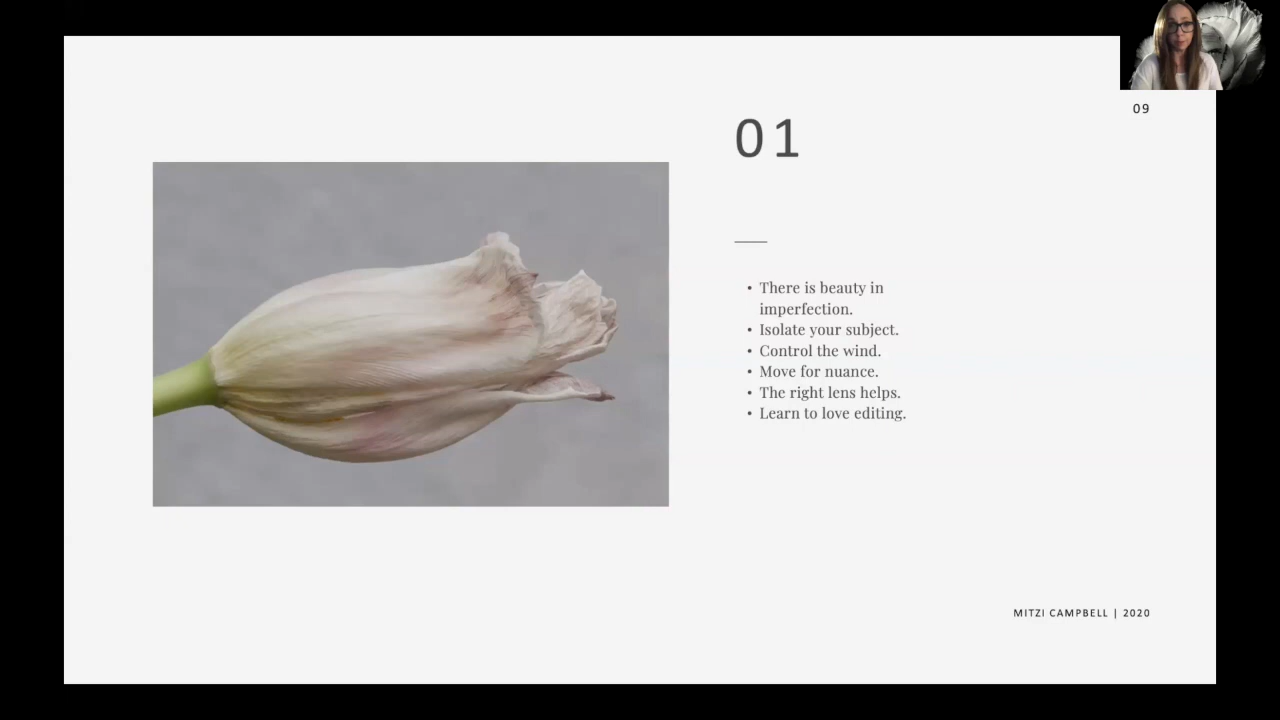 09
01
• There is beauty in
imperfection.
• Isolate your subject.
• Control the wind.
• Move for nuance.
• The right lens helps.
• Learn to love editing.
MITZI CAMPBELL | 2020